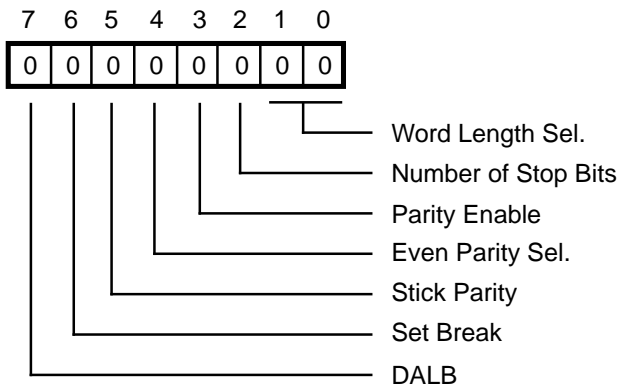 7 6 5 4 3 2 1 0
0 0 0 0 0 0 0 0
Word Length Sel.
Number of Stop Bits
Parity Enable
Even Parity Sel.
Stick Parity
Set Break
DALB